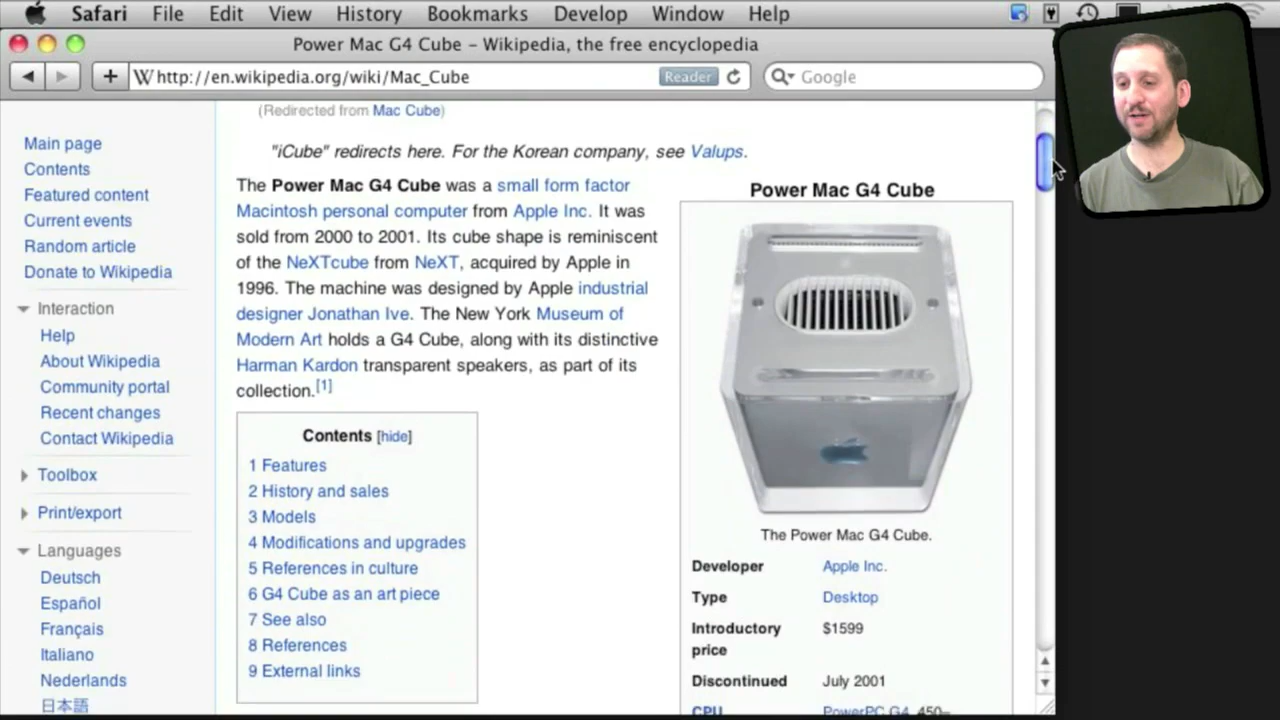 Safari File Edit View History Bookmarks Develop Window Help
Power Mac G4 Cube – Wikipedia, the free encyclopedia
W http://en.wikipedia.org/wiki/Mac_Cube Reader Google
(Redirected from Mac Cube)
"iCube" redirects here. For the Korean company, see Valups.
Main page
Contents
Featured content
Current events
Random article
Donate to Wikipedia
Interaction
Help
About Wikipedia
Community portal
Recent changes
Contact Wikipedia
Toolbox
Print/export
Languages
Deutsch
Español
Français
Italiano
Nederlands
日本語
The Power Mac G4 Cube was a small form factor
Macintosh personal computer from Apple Inc. It was
sold from 2000 to 2001. Its cube shape is reminiscent
of the NeXTcube from NeXT, acquired by Apple in
1996. The machine was designed by Apple industrial
designer Jonathan Ive. The New York Museum of
Modern Art holds a G4 Cube, along with its distinctive
Harman Kardon transparent speakers, as part of its
collection.[1]
Contents [hide]
1 Features
2 History and sales
3 Models
4 Modifications and upgrades
5 References in culture
6 G4 Cube as an art piece
7 See also
8 References
9 External links
Power Mac G4 Cube
The Power Mac G4 Cube.
Developer Apple Inc.
Type Desktop
Introductory
price $1599
Discontinued July 2001
CPU PowerPC G4, 450–